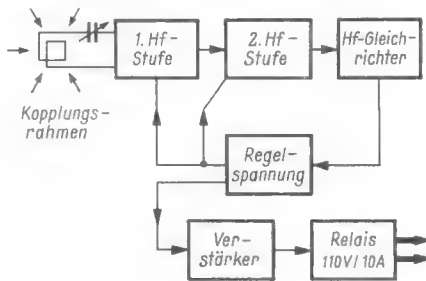 1. Hf-
Stufe
2. Hf-
Stufe
Hf-Gleich-
richter
Kopplungs-
rahmen
Regel-
spannung
Ver-
stärker
Relais
110V/10A